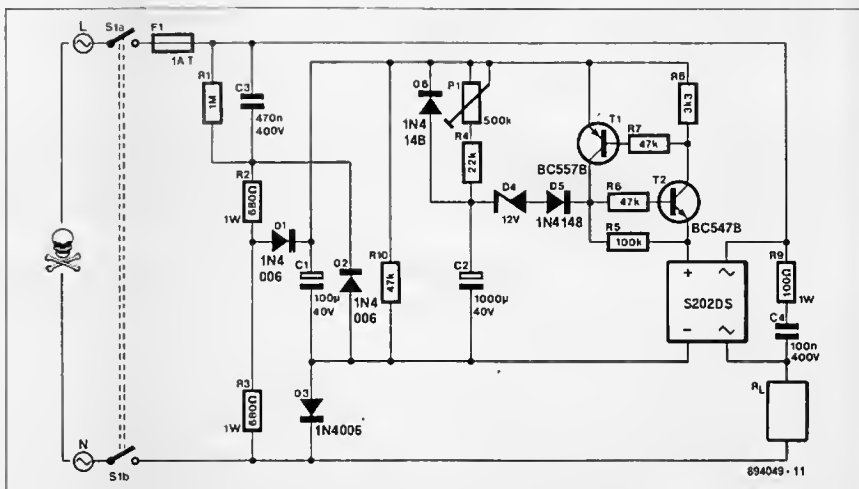 L
S1a
F1
1A T
R1
1M
C3
470n
400V
R2
680Ω
1W
D1
1N4
006
C1
100µ
40V
D2
1N4
006
R3
680Ω
1W
D3
1N4006
R10
47k
D6
1N4
148
P1
500k
R4
22k
D4
12V
D5
1N4148
C2
1000µ
40V
T1
BC557B
R7
47k
R8
3k3
T2
BC547B
R6
47k
R5
100k
+
-
~
~
S202DS
R9
100Ω
1W
C4
100n
400V
RL
N
S1b
894049-11